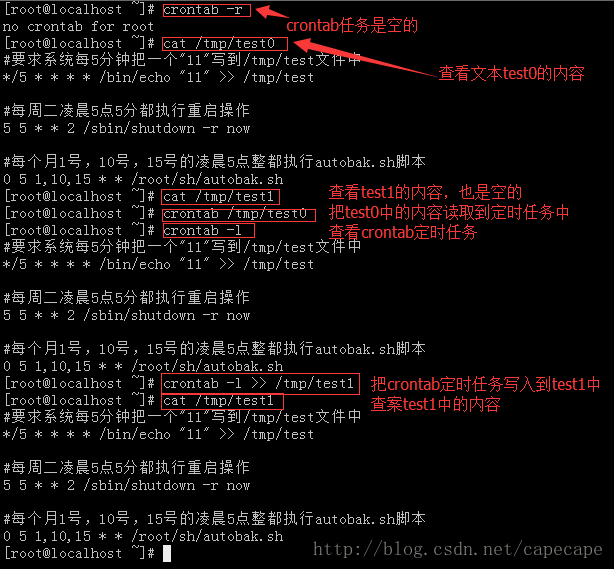 [root@localhost ~]# crontab -r
no crontab for root
crontab任务是空的
[root@localhost ~]# cat /tmp/test0
#要求系统每5分钟把一个"11"写到/tmp/test文件中
查看文本test0的内容
*/5 * * * * /bin/echo "11" >> /tmp/test
#每周二凌晨5点5分都执行重启操作
5 5 * * 2 /sbin/shutdown -r now
#每个月1号，10号，15号的凌晨5点整都执行autobak.sh脚本
0 5 1,10,15 * * /root/sh/autobak.sh
[root@localhost ~]# cat /tmp/test1
查看test1的内容，也是空的
[root@localhost ~]# crontab /tmp/test0
把test0中的内容读取到定时任务中
[root@localhost ~]# crontab -l
查看crontab定时任务
#要求系统每5分钟把一个"11"写到/tmp/test文件中
*/5 * * * * /bin/echo "11" >> /tmp/test
#每周二凌晨5点5分都执行重启操作
5 5 * * 2 /sbin/shutdown -r now
#每个月1号，10号，15号的凌晨5点整都执行autobak.sh脚本
0 5 1,10,15 * * /root/sh/autobak.sh
[root@localhost ~]# crontab -l >> /tmp/test1
把crontab定时任务写入到test1中
[root@localhost ~]# cat /tmp/test1
查案test1中的内容
#要求系统每5分钟把一个"11"写到/tmp/test文件中
*/5 * * * * /bin/echo "11" >> /tmp/test
#每周二凌晨5点5分都执行重启操作
5 5 * * 2 /sbin/shutdown -r now
#每个月1号，10号，15号的凌晨5点整都执行autobak.sh脚本
0 5 1,10,15 * * /root/sh/autobak.sh
[root@localhost ~]#
http://blog.csdn.net/capecape